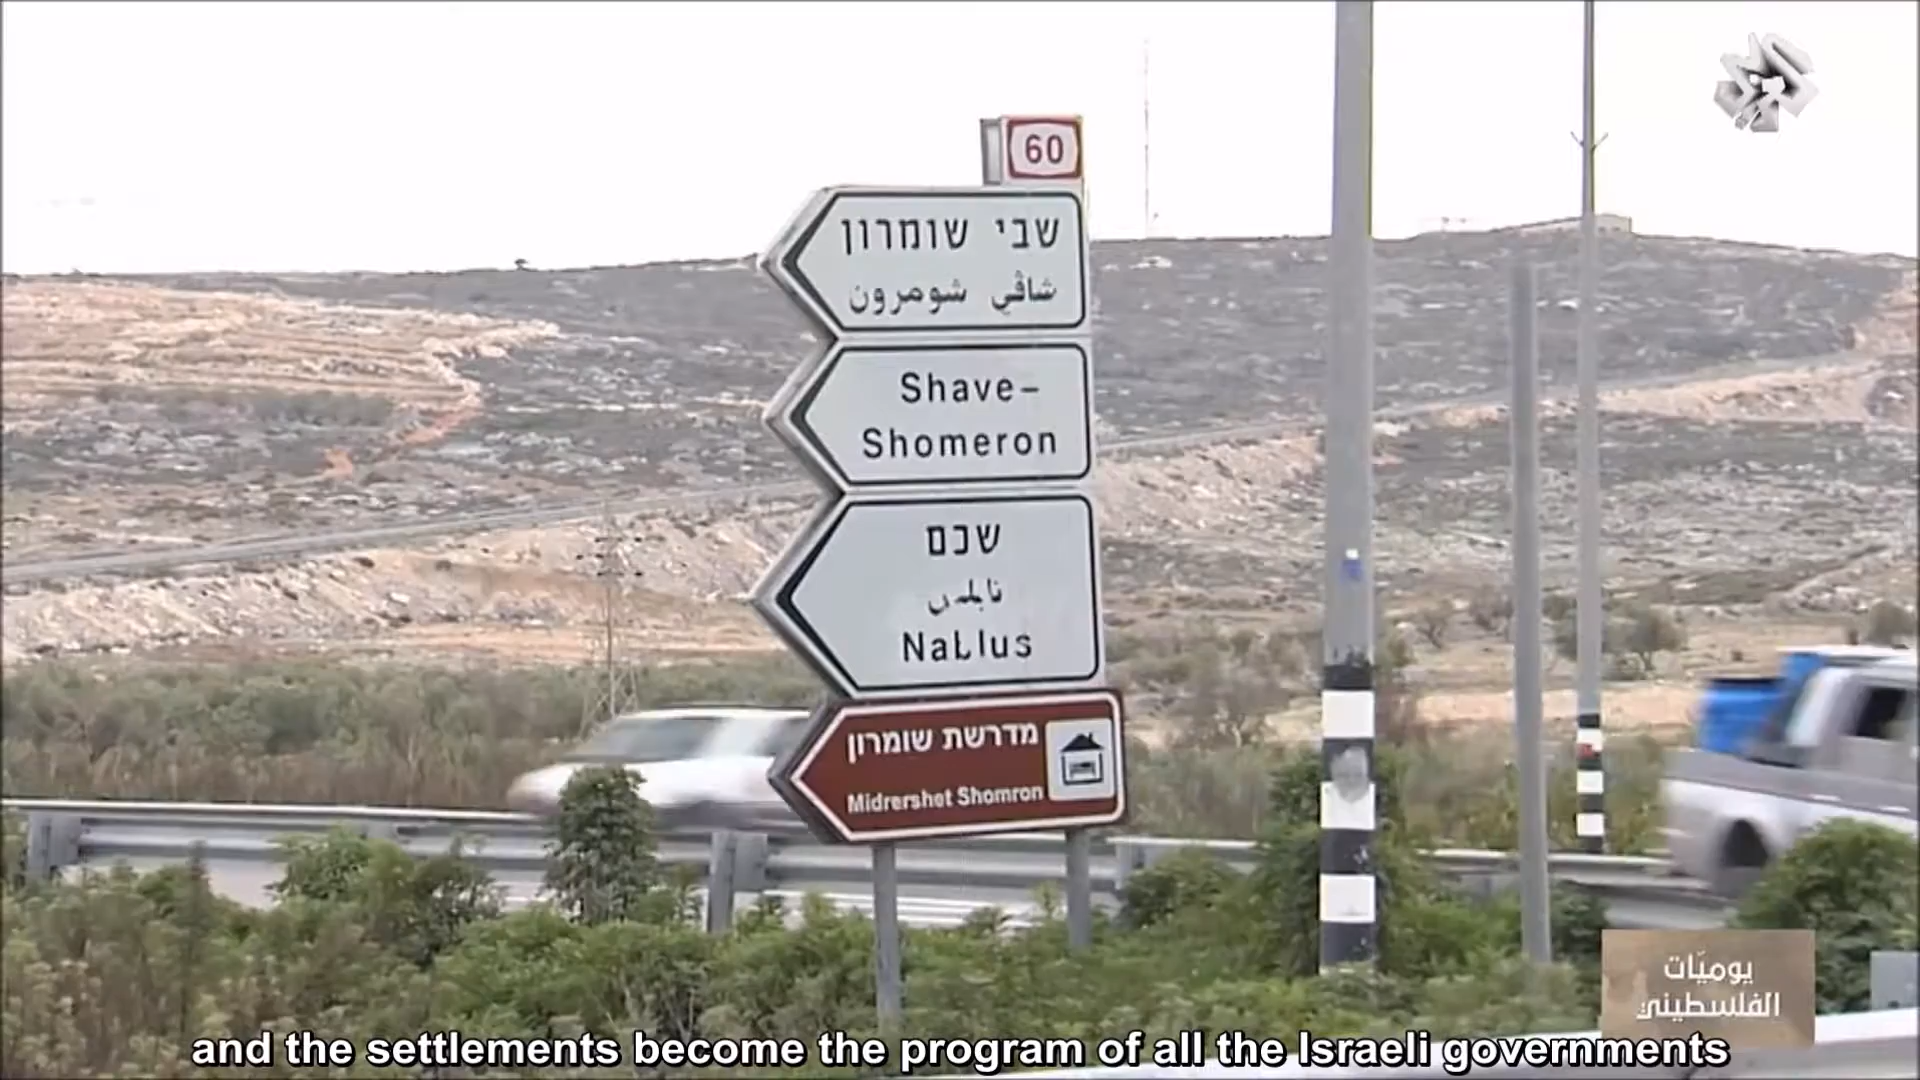 60
שבי שומרון
شاڤي شومرون
Shave-
Shomeron
שכם
نابلس
Nablus
מדרשת שומרון
Midrershet Shomron
يوميّات
الفلسطيني
and the settlements become the program of all the Israeli governments